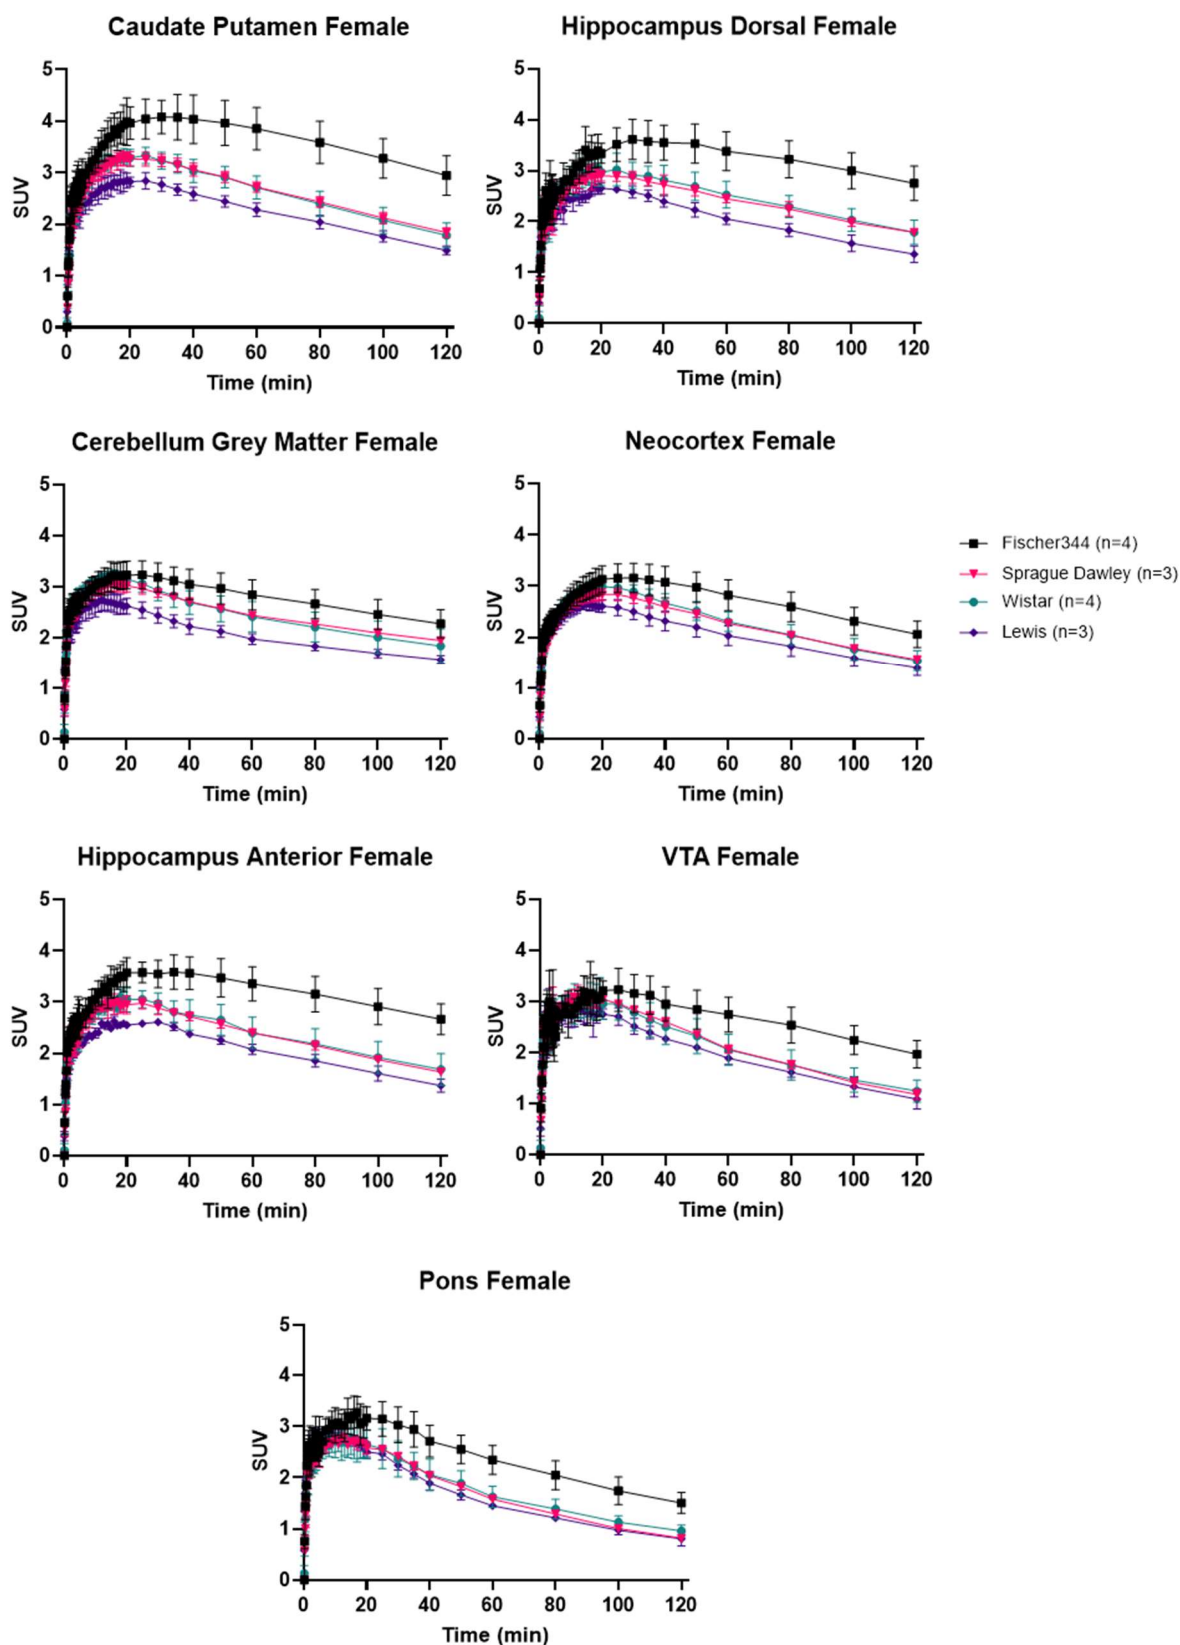 Caudate Putamen Female
5
4
3
2
1
0
SUV
0 20 40 60 80 100 120
Time (min)
Hippocampus Dorsal Female
5
4
3
2
1
0
SUV
0 20 40 60 80 100 120
Time (min)
Cerebellum Grey Matter Female
5
4
3
2
1
0
SUV
0 20 40 60 80 100 120
Time (min)
Neocortex Female
5
4
3
2
1
0
SUV
0 20 40 60 80 100 120
Time (min)
Fischer344 (n=4)
Sprague Dawley (n=3)
Wistar (n=4)
Lewis (n=3)
Hippocampus Anterior Female
5
4
3
2
1
0
SUV
0 20 40 60 80 100 120
Time (min)
VTA Female
5
4
3
2
1
0
SUV
0 20 40 60 80 100 120
Time (min)
Pons Female
5
4
3
2
1
0
SUV
0 20 40 60 80 100 120
Time (min)